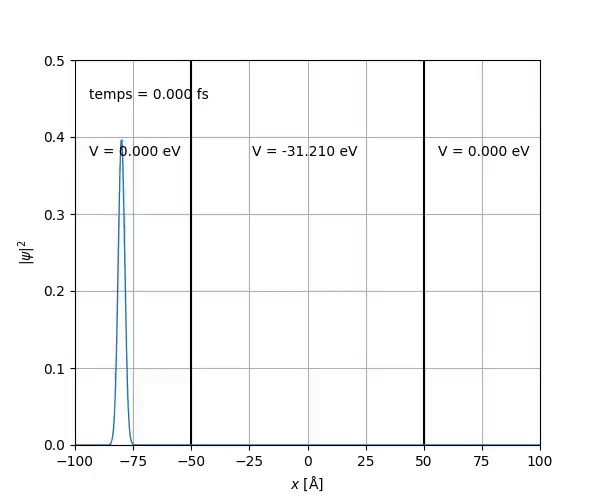 0.5
temps = 0.000 fs
0.4
V = 0.000 eV V = -31.210 eV V = 0.000 eV
0.3
|ψ|²
0.2
0.1
0.0
−100 −75 −50 −25 0 25 50 75 100
x [Å]